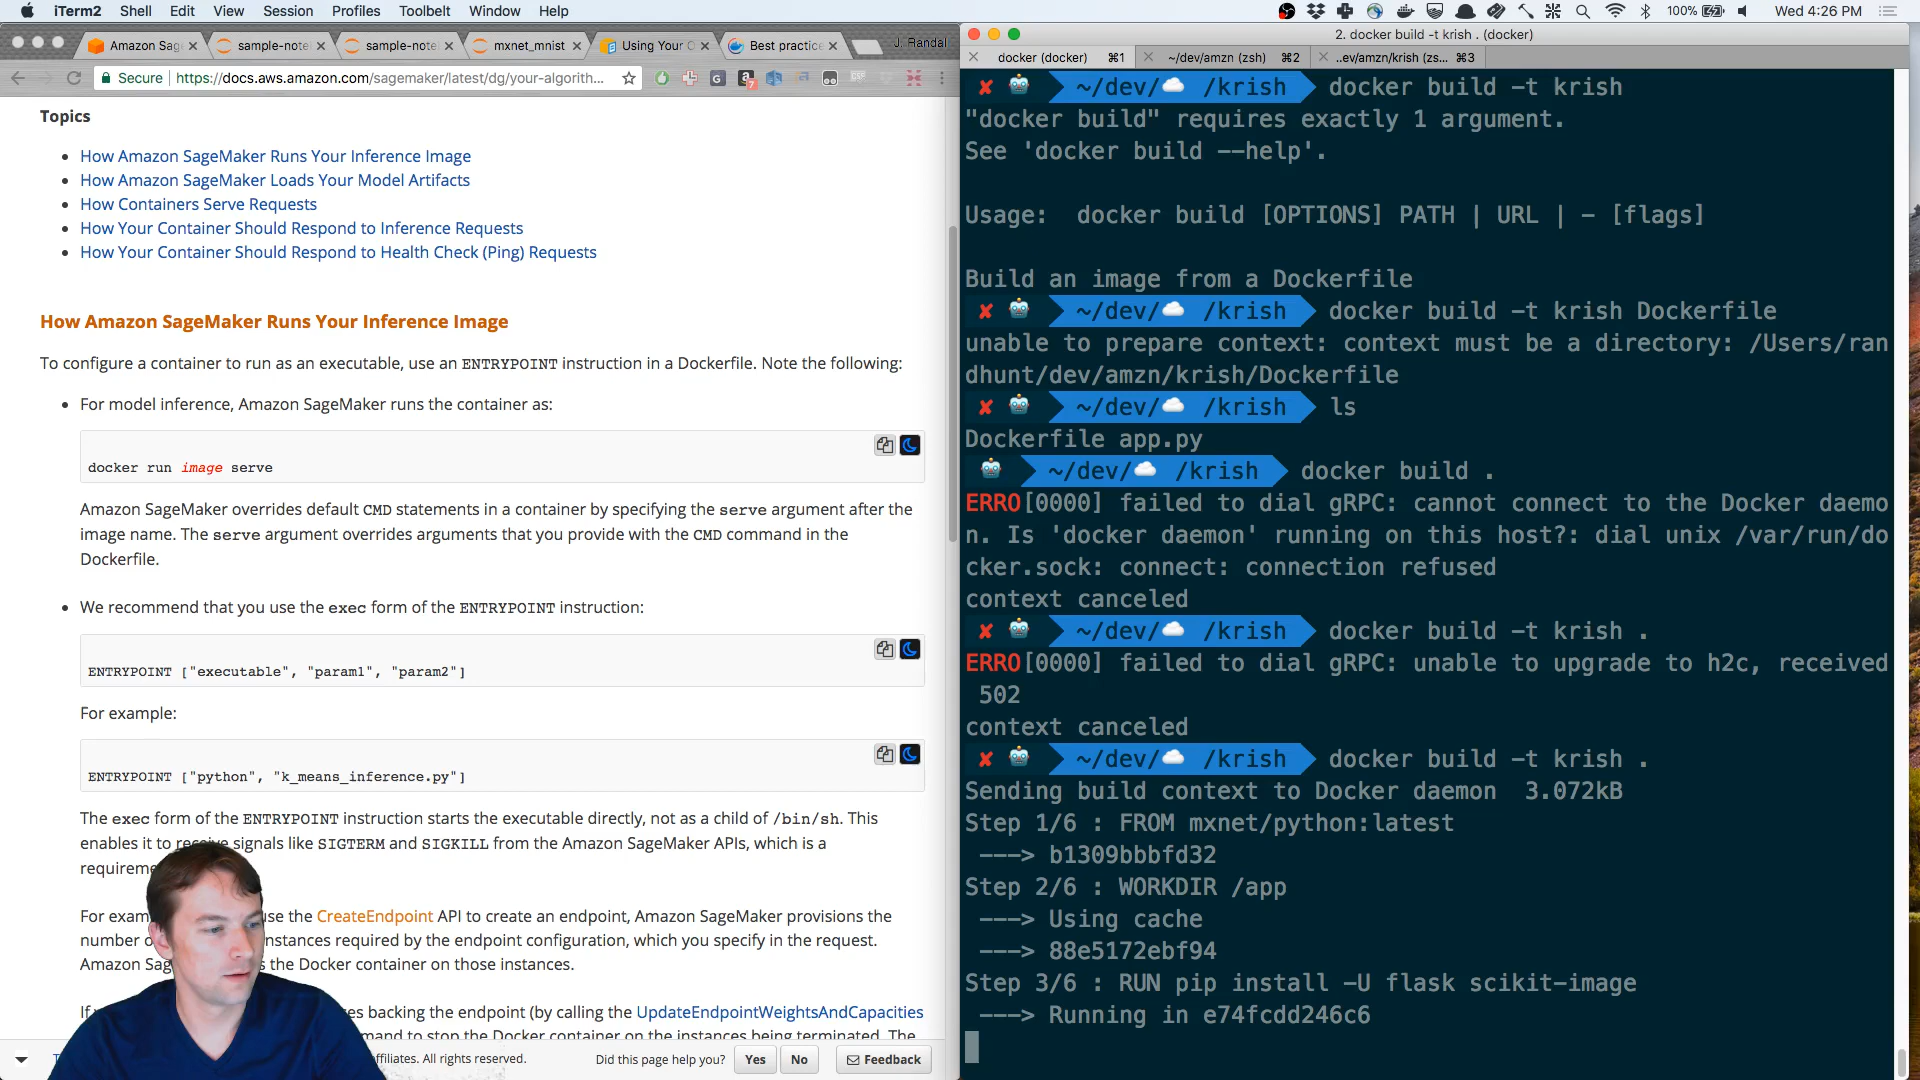 iTerm2 Shell Edit View Session Profiles Toolbelt Window Help
100% Wed 4:26 PM
Amazon Sag × sample-note × sample-note × mxnet_mnist × Using Your C × Best practice × J. Randal
Secure https://docs.aws.amazon.com/sagemaker/latest/dg/your-algorith...
Topics
• How Amazon SageMaker Runs Your Inference Image
• How Amazon SageMaker Loads Your Model Artifacts
• How Containers Serve Requests
• How Your Container Should Respond to Inference Requests
• How Your Container Should Respond to Health Check (Ping) Requests
How Amazon SageMaker Runs Your Inference Image
To configure a container to run as an executable, use an ENTRYPOINT instruction in a Dockerfile. Note the following:
• For model inference, Amazon SageMaker runs the container as:
docker run image serve
Amazon SageMaker overrides default CMD statements in a container by specifying the serve argument after the
image name. The serve argument overrides arguments that you provide with the CMD command in the
Dockerfile.
• We recommend that you use the exec form of the ENTRYPOINT instruction:
ENTRYPOINT ["executable", "param1", "param2"]
For example:
ENTRYPOINT ["python", "k_means_inference.py"]
The exec form of the ENTRYPOINT instruction starts the executable directly, not as a child of /bin/sh. This
enables it to receive signals like SIGTERM and SIGKILL from the Amazon SageMaker APIs, which is a
requirem
For exam use the CreateEndpoint API to create an endpoint, Amazon SageMaker provisions the
number o nstances required by the endpoint configuration, which you specify in the request.
Amazon Sag s the Docker container on those instances.
If es backing the endpoint (by calling the UpdateEndpointWeightsAndCapacities
mand to stop the Docker container on the instances being terminated. The
affiliates. All rights reserved. Did this page help you? Yes No Feedback
2. docker build -t krish . (docker)
docker (docker) ⌘1 ~/dev/amzn (zsh) ⌘2 ..ev/amzn/krish (zs... ⌘3
✘ 🤖 ~/dev/☁️ /krish docker build -t krish
"docker build" requires exactly 1 argument.
See 'docker build --help'.
Usage: docker build [OPTIONS] PATH | URL | - [flags]
Build an image from a Dockerfile
✘ 🤖 ~/dev/☁️ /krish docker build -t krish Dockerfile
unable to prepare context: context must be a directory: /Users/ran
dhunt/dev/amzn/krish/Dockerfile
✘ 🤖 ~/dev/☁️ /krish ls
Dockerfile app.py
🤖 ~/dev/☁️ /krish docker build .
ERRO[0000] failed to dial gRPC: cannot connect to the Docker daemo
n. Is 'docker daemon' running on this host?: dial unix /var/run/do
cker.sock: connect: connection refused
context canceled
✘ 🤖 ~/dev/☁️ /krish docker build -t krish .
ERRO[0000] failed to dial gRPC: unable to upgrade to h2c, received
502
context canceled
✘ 🤖 ~/dev/☁️ /krish docker build -t krish .
Sending build context to Docker daemon 3.072kB
Step 1/6 : FROM mxnet/python:latest
---> b1309bbbfd32
Step 2/6 : WORKDIR /app
---> Using cache
---> 88e5172ebf94
Step 3/6 : RUN pip install -U flask scikit-image
---> Running in e74fcdd246c6